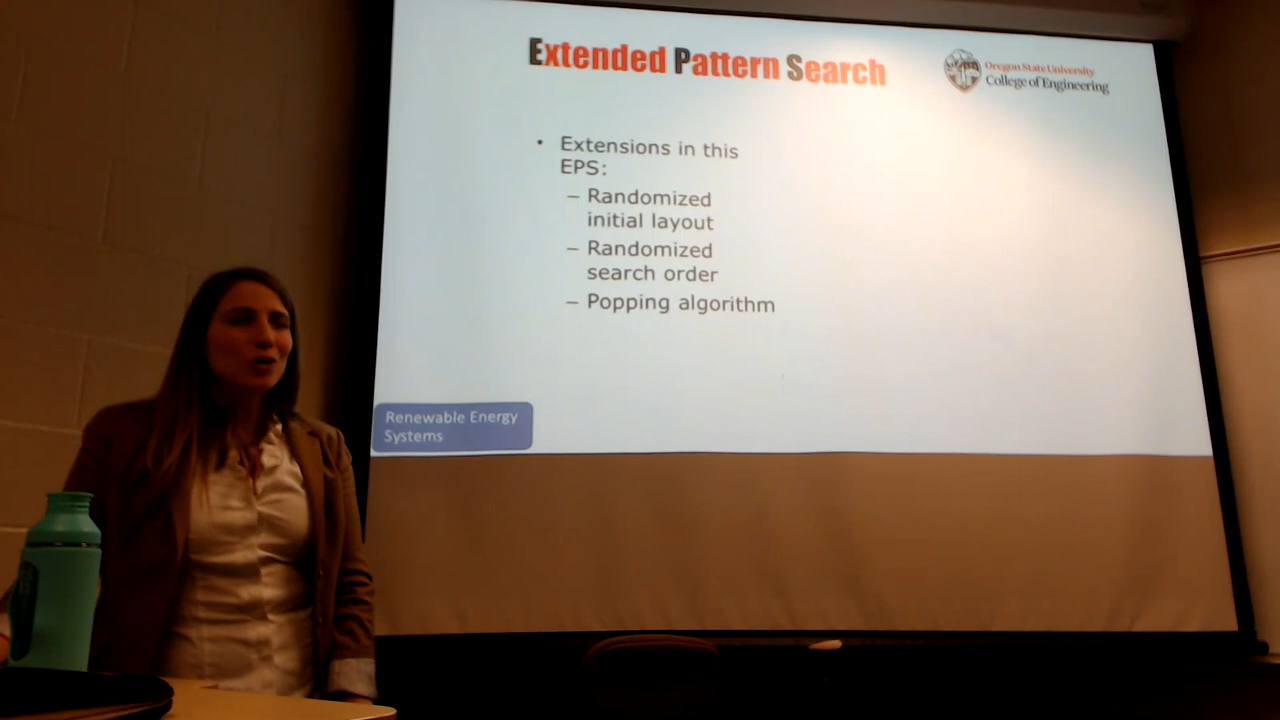 Extended Pattern Search
Oregon State University
College of Engineering
• Extensions in this
EPS:
– Randomized
initial layout
– Randomized
search order
– Popping algorithm
Renewable Energy
Systems